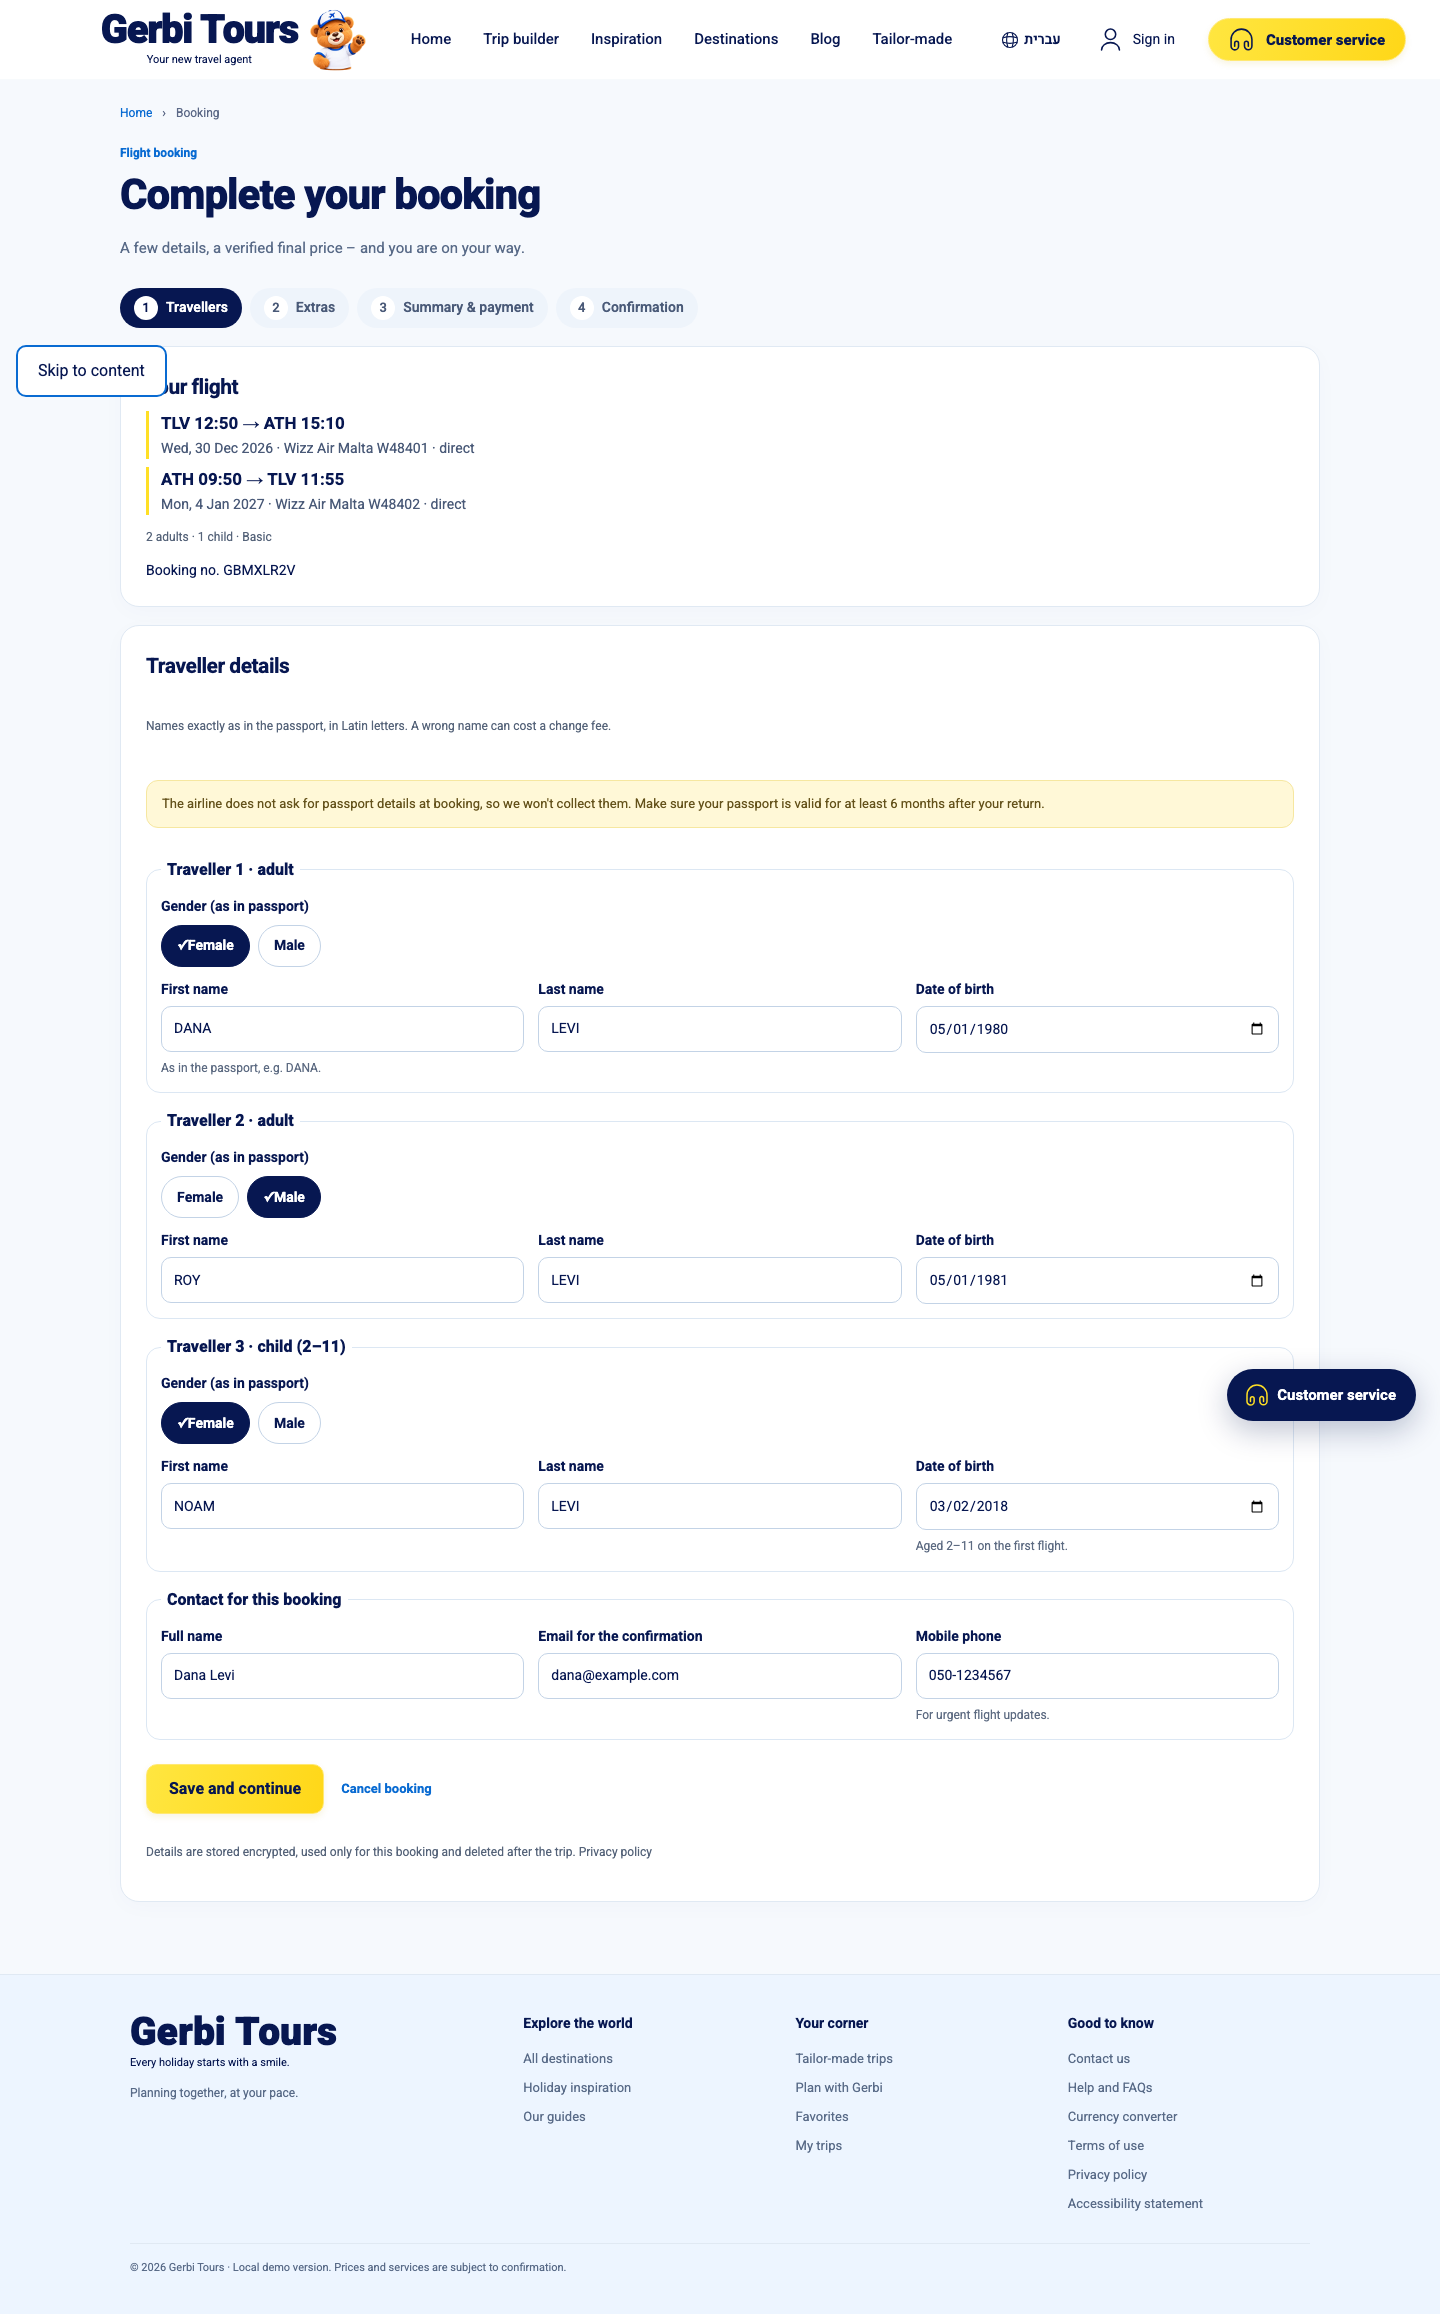 Gerbi Tours
Your new travel agent
Home Trip builder Inspiration Destinations Blog Tailor-made עברית Sign in Customer service
Home › Booking
Flight booking
Complete your booking
A few details, a verified final price – and you are on your way.
1 Travellers 2 Extras 3 Summary & payment 4 Confirmation
Skip to content
our flight
TLV 12:50 → ATH 15:10
Wed, 30 Dec 2026 · Wizz Air Malta W48401 · direct
ATH 09:50 → TLV 11:55
Mon, 4 Jan 2027 · Wizz Air Malta W48402 · direct
2 adults · 1 child · Basic
Booking no. GBMXLR2V
Traveller details
Names exactly as in the passport, in Latin letters. A wrong name can cost a change fee.
The airline does not ask for passport details at booking, so we won't collect them. Make sure your passport is valid for at least 6 months after your return.
Traveller 1 · adult
Gender (as in passport)
✓Female Male
First name Last name Date of birth
DANA LEVI 05/01/1980
As in the passport, e.g. DANA.
Traveller 2 · adult
Gender (as in passport)
Female ✓Male
First name Last name Date of birth
ROY LEVI 05/01/1981
Traveller 3 · child (2–11)
Gender (as in passport)
✓Female Male
Customer service
First name Last name Date of birth
NOAM LEVI 03/02/2018
Aged 2–11 on the first flight.
Contact for this booking
Full name Email for the confirmation Mobile phone
Dana Levi dana@example.com 050-1234567
For urgent flight updates.
Save and continue Cancel booking
Details are stored encrypted, used only for this booking and deleted after the trip. Privacy policy
Gerbi Tours
Every holiday starts with a smile.
Planning together, at your pace.
Explore the world
All destinations
Holiday inspiration
Our guides
Your corner
Tailor-made trips
Plan with Gerbi
Favorites
My trips
Good to know
Contact us
Help and FAQs
Currency converter
Terms of use
Privacy policy
Accessibility statement
© 2026 Gerbi Tours · Local demo version. Prices and services are subject to confirmation.